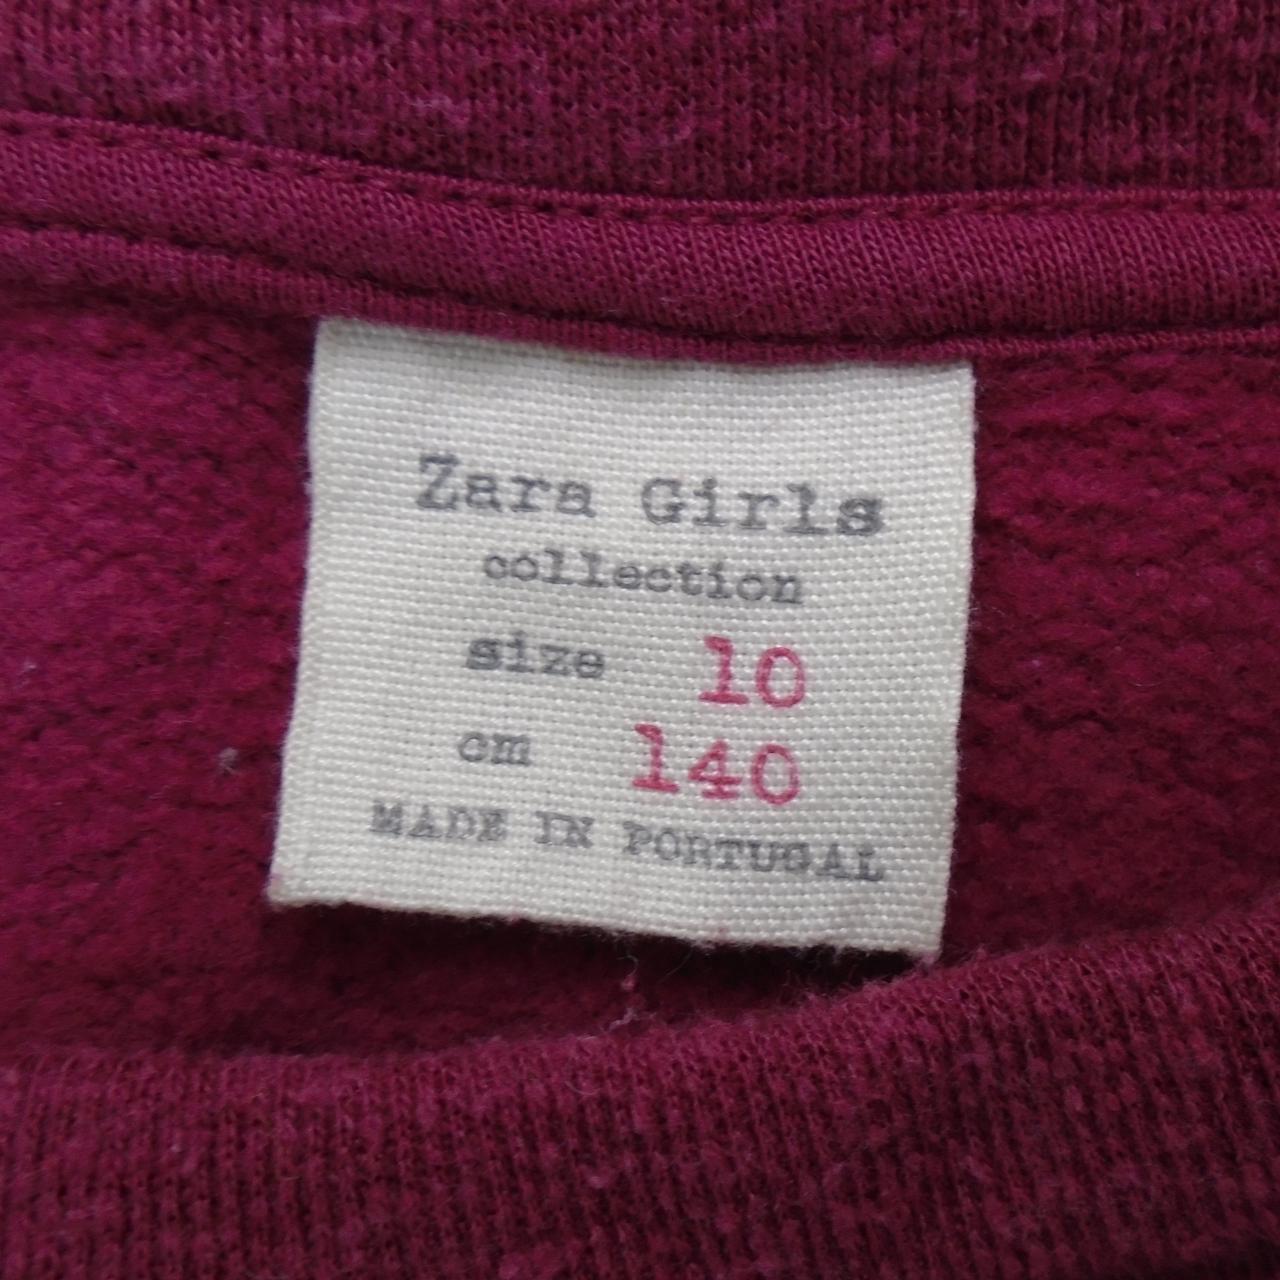 Zara Girls
collection
size 10
cm 140
MADE IN PORTUGAL